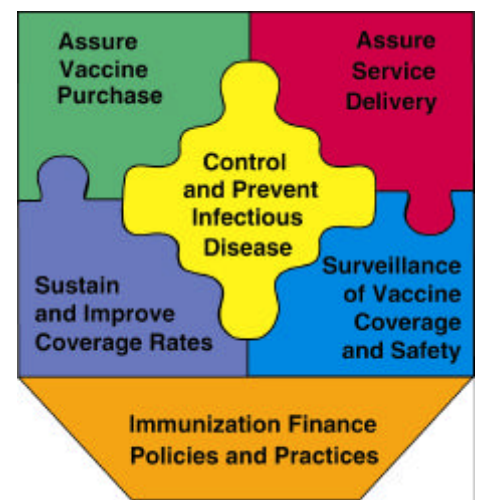 Assure
Vaccine
Purchase
Assure
Service
Delivery
Control
and Prevent
Infectious
Disease
Sustain
and Improve
Coverage Rates
Surveillance
of Vaccine
Coverage
and Safety
Immunization Finance
Policies and Practices